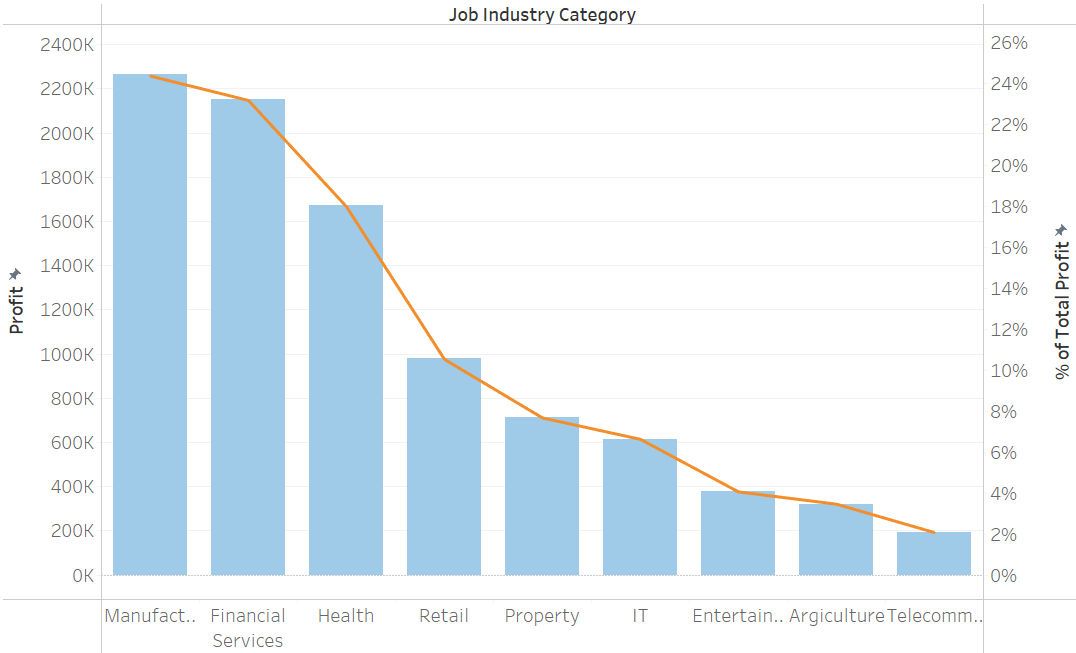 Job Industry Category
2400K
2200K
2000K
1800K
1600K
1400K
1200K
1000K
800K
600K
400K
200K
0K
Profit
26%
24%
22%
20%
18%
16%
14%
12%
10%
8%
6%
4%
2%
0%
% of Total Profit
Manufact..
Financial
Services
Health
Retail
Property
IT
Entertain..
Argiculture
Telecomm..